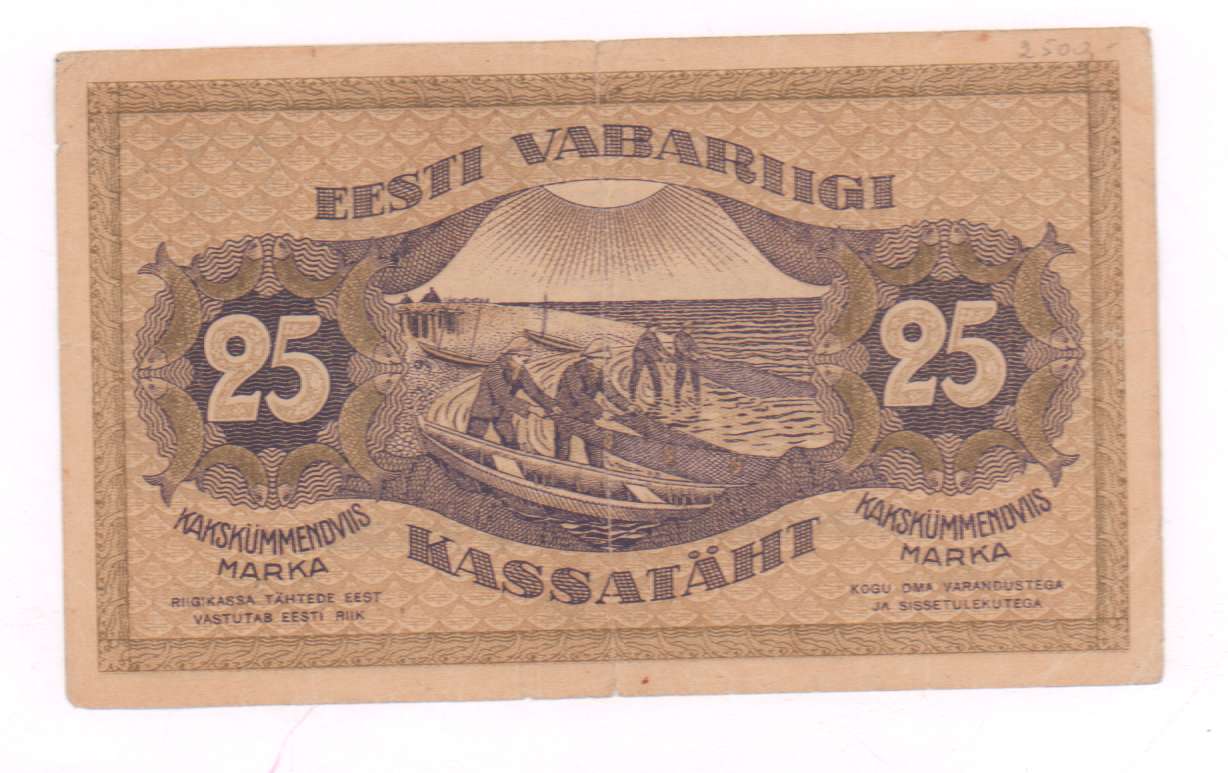 2500,-
EESTI VABARIIGI
25
25
KAKSKÜMMENDVIIS
MARKA
KASSATÄHT
KAKSKÜMMENDVIIS
MARKA
RIIGIKASSA TÄHTEDE EEST
VASTUTAB EESTI RIIK
KOGU OMA VARANDUSTEGA
JA SISSETULEKUTEGA